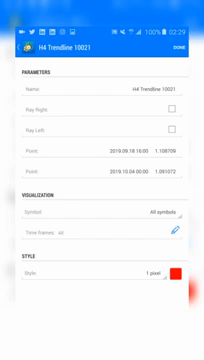 100% 02:29
H4 Trendline 10021 DONE
PARAMETERS
Name: H4 Trendline 10021
Ray Right:
Ray Left:
Point: 2019.09.18 16:00 1.108709
Point: 2019.10.04 00:00 1.091072
VISUALIZATION
Symbol: All symbols
Time frames: All
STYLE
Style: 1 pixel